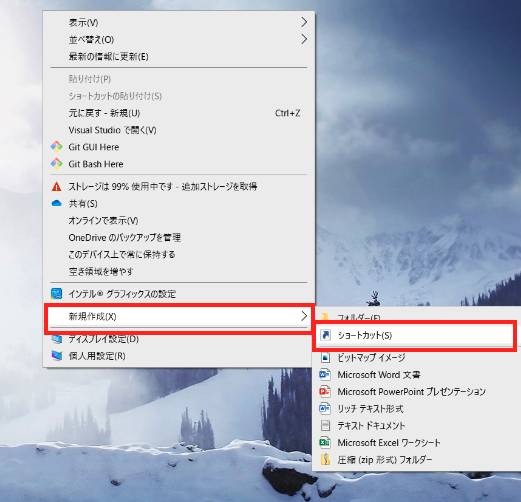 表示(V)
並べ替え(O)
最新の情報に更新(E)
貼り付け(P)
ショートカットの貼り付け(S)
元に戻す - 新規(U) Ctrl+Z
Visual Studio で開く(V)
Git GUI Here
Git Bash Here
ストレージは 99% 使用中です - 追加ストレージを取得
共有(S)
オンラインで表示(V)
OneDrive のバックアップを管理
このデバイス上で常に保持する
空き領域を増やす
インテル® グラフィックスの設定
新規作成(X)
ディスプレイ設定(D)
個人用設定(R)
フォルダー(F)
ショートカット(S)
ビットマップ イメージ
Microsoft Word 文書
Microsoft PowerPoint プレゼンテーション
リッチ テキスト形式
テキスト ドキュメント
Microsoft Excel ワークシート
圧縮 (zip 形式) フォルダー